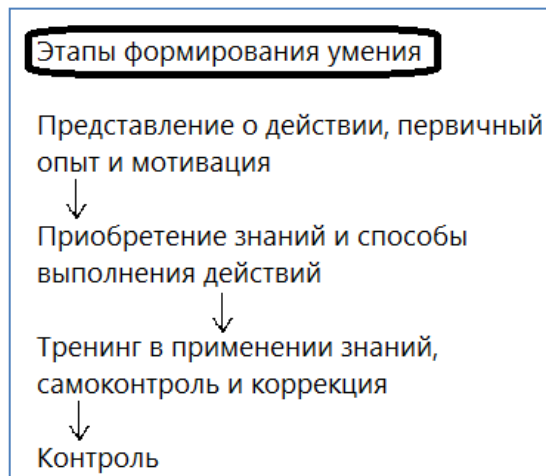 Этапы формирования умения
Представление о действии, первичный
опыт и мотивация
Приобретение знаний и способы
выполнения действий
Тренинг в применении знаний,
самоконтроль и коррекция
Контроль